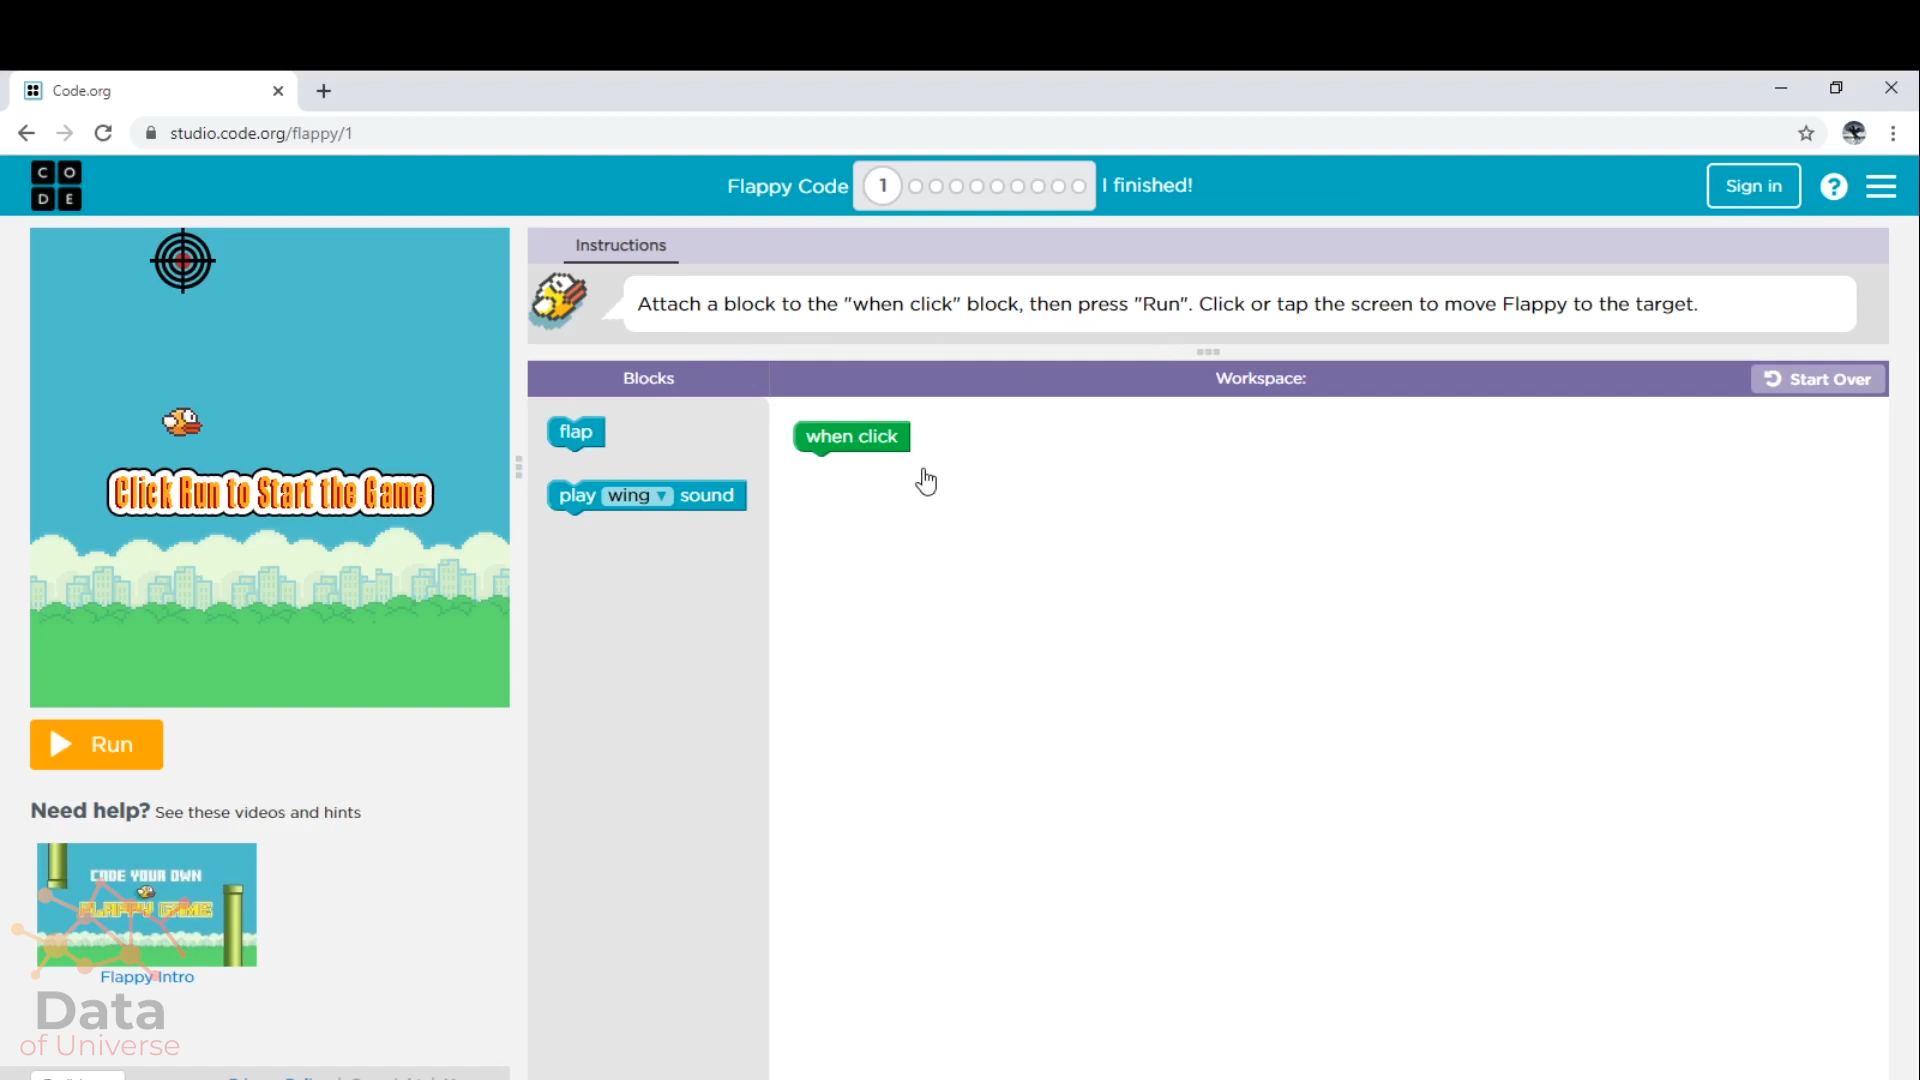 Code.org
studio.code.org/flappy/1
C O
D E
Flappy Code 1 I finished!
Sign in ?
Instructions
Attach a block to the "when click" block, then press "Run". Click or tap the screen to move Flappy to the target.
Blocks
Workspace:
Start Over
flap
play wing sound
when click
Click Run to Start the Game
Run
Need help? See these videos and hints
CODE YOUR OWN
FLAPPY GAME
Flappy Intro
Data
of Universe